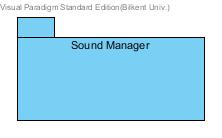 Visual Paradigm Standard Edition(Bilkent Univ.)
Sound Manager